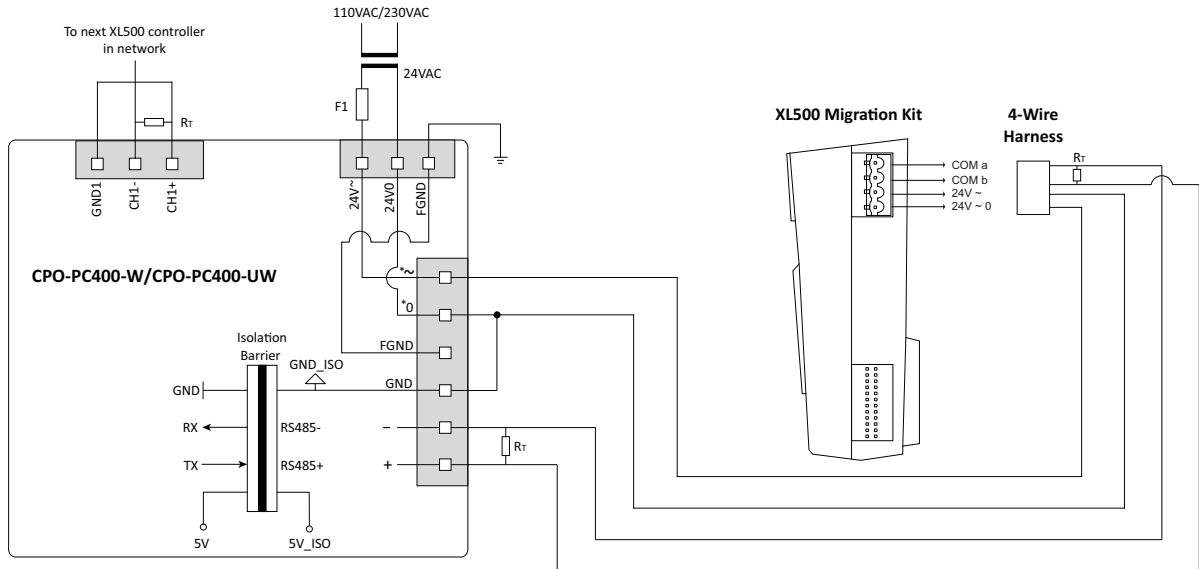 110VAC/230VAC
To next XL500 controller
in network
24VAC
F1
RT
XL500 Migration Kit
4-Wire
Harness
COM a
COM b
24V ~
24V ~ 0
RT
GND1
CH1-
CH1+
24V~
24V0
FGND
CPO-PC400-W/CPO-PC400-UW
*~
*0
FGND
Isolation
Barrier
GND_ISO
GND
GND
RX
RS485-
−
RT
TX
RS485+
+
5V
5V_ISO